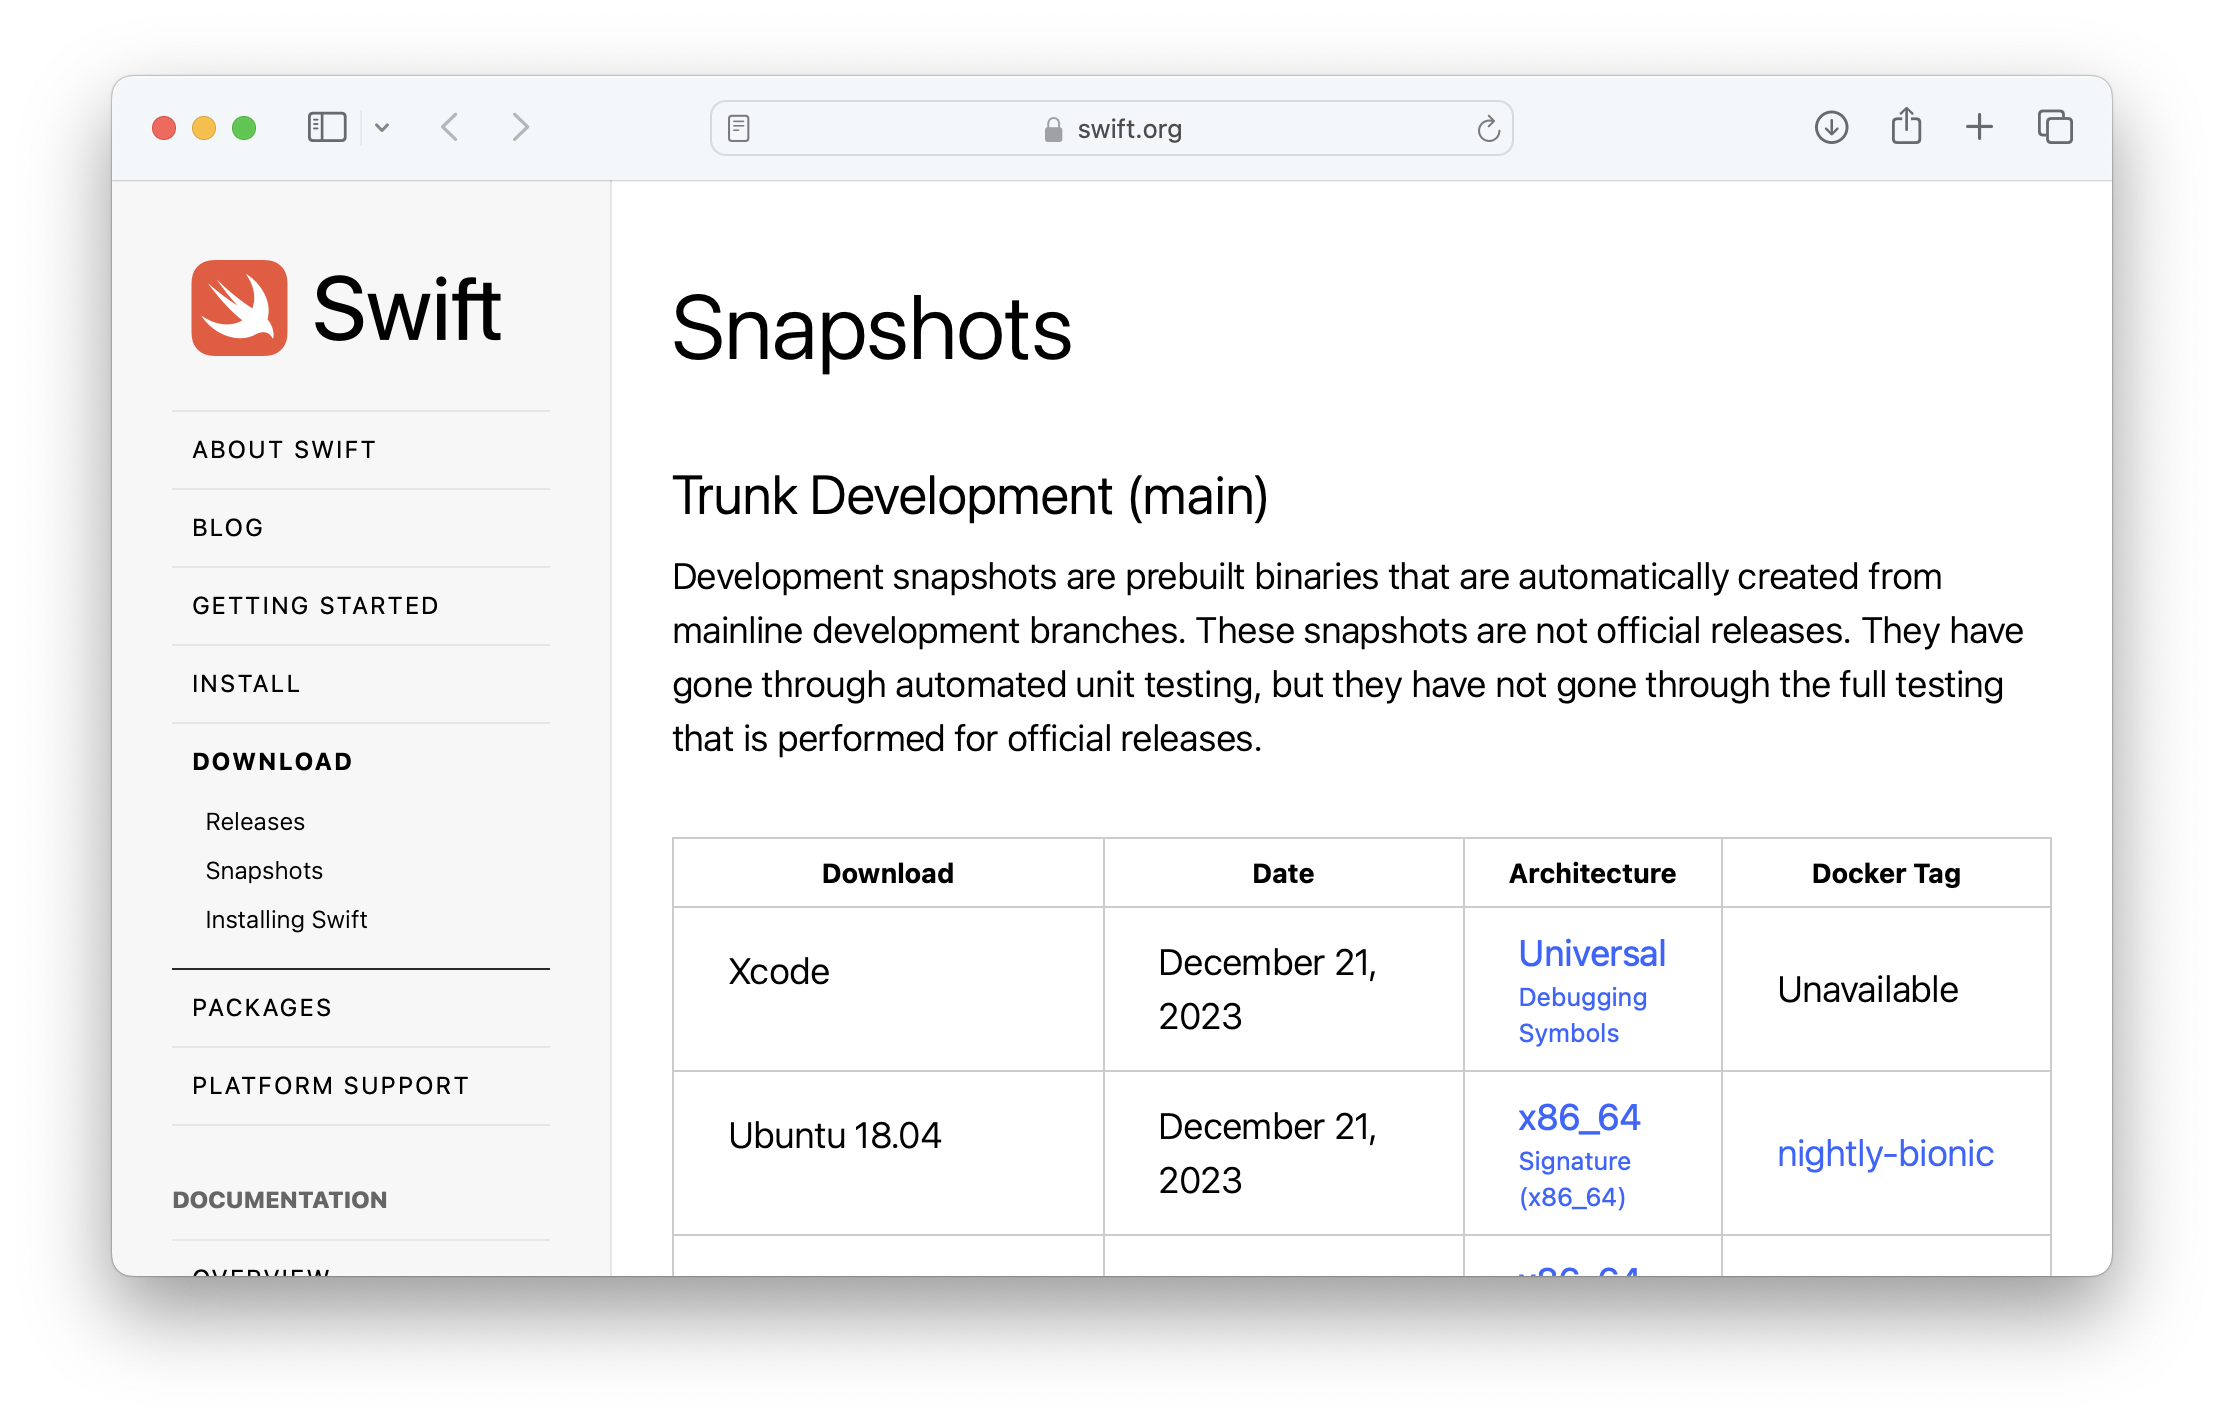 swift.org
Swift
ABOUT SWIFT
BLOG
GETTING STARTED
INSTALL
DOWNLOAD
Releases
Snapshots
Installing Swift
PACKAGES
PLATFORM SUPPORT
DOCUMENTATION
OVERVIEW
Snapshots
Trunk Development (main)
Development snapshots are prebuilt binaries that are automatically created from
mainline development branches. These snapshots are not official releases. They have
gone through automated unit testing, but they have not gone through the full testing
that is performed for official releases.
Download Date Architecture Docker Tag
Xcode
December 21,
2023
Universal
Debugging
Symbols
Unavailable
Ubuntu 18.04
December 21,
2023
x86_64
Signature
(x86_64)
nightly-bionic
x86_64